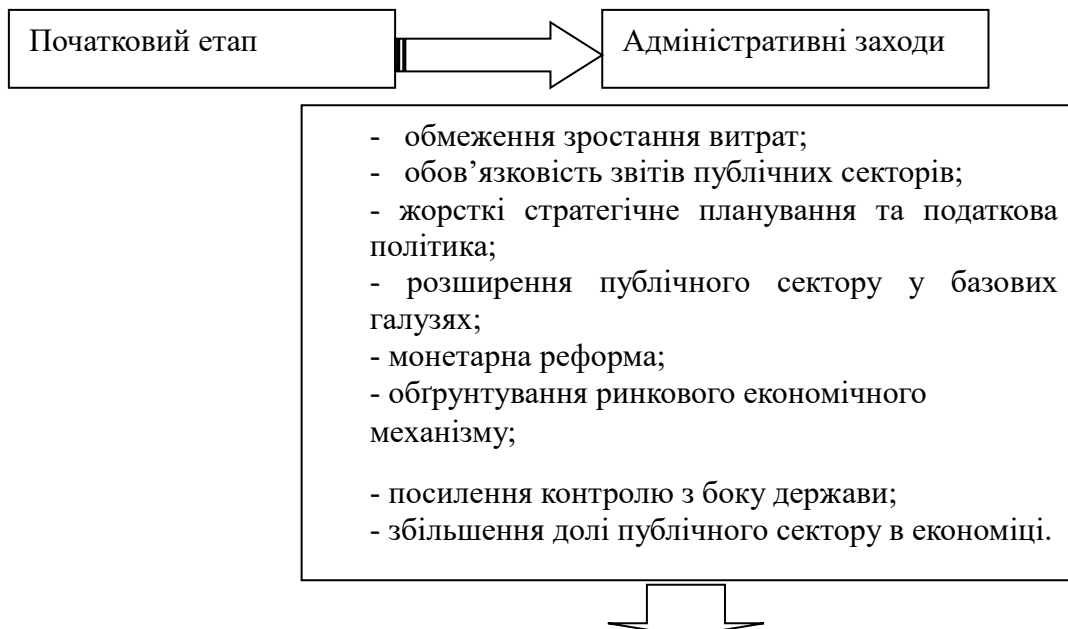 Початковий етап
Адміністративні заходи
- обмеження зростання витрат;
- обов’язковість звітів публічних секторів;
- жорсткі стратегічне планування та податкова
політика;
- розширення публічного сектору у базових
галузях;
- монетарна реформа;
- обґрунтування ринкового економічного
механізму;
- посилення контролю з боку держави;
- збільшення долі публічного сектору в економіці.